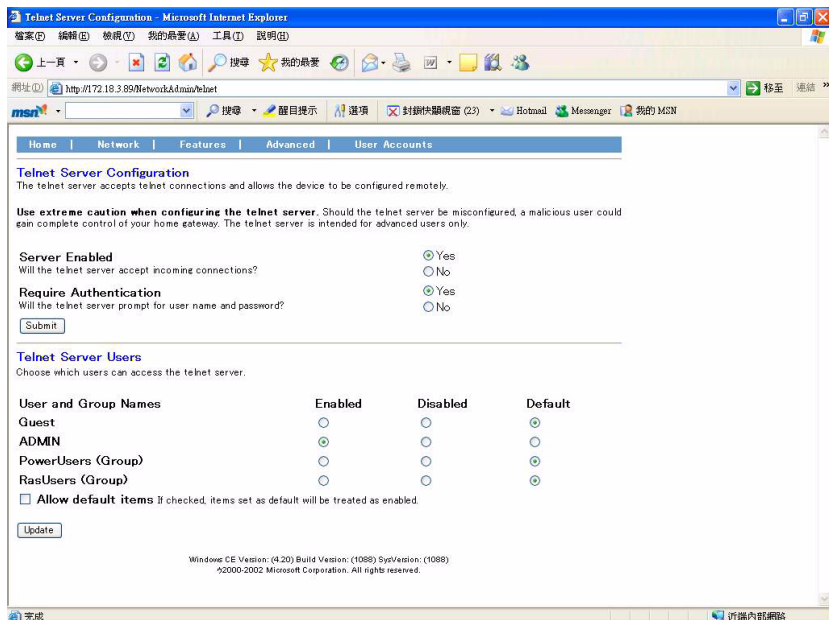 Telnet Server Configuration - Microsoft Internet Explorer
檔案(F) 編輯(E) 檢視(V) 我的最愛(A) 工具(T) 說明(H)
上一頁 搜尋 我的最愛
網址(D) http://172.18.3.89/NetworkAdmin/telnet 移至 連結 »
msn 搜尋 醒目提示 選項 封鎖快顯視窗 (23) Hotmail Messenger 我的 MSN
Home | Network | Features | Advanced | User Accounts
Telnet Server Configuration
The telnet server accepts telnet connections and allows the device to be configured remotely.
Use extreme caution when configuring the telnet server. Should the telnet server be misconfigured, a malicious user could
gain complete control of your home gateway. The telnet server is intended for advanced users only.
Server Enabled Yes
Will the telnet server accept incoming connections? No
Require Authentication Yes
Will the telnet server prompt for user name and password? No
Submit
Telnet Server Users
Choose which users can access the telnet server.
User and Group Names Enabled Disabled Default
Guest
ADMIN
PowerUsers (Group)
RasUsers (Group)
Allow default items If checked, items set as default will be treated as enabled.
Update
Windows CE Version: (4.20) Build Version: (1088) SysVersion: (1088)
2000-2002 Microsoft Corporation. All rights reserved.
完成 近端內部網路